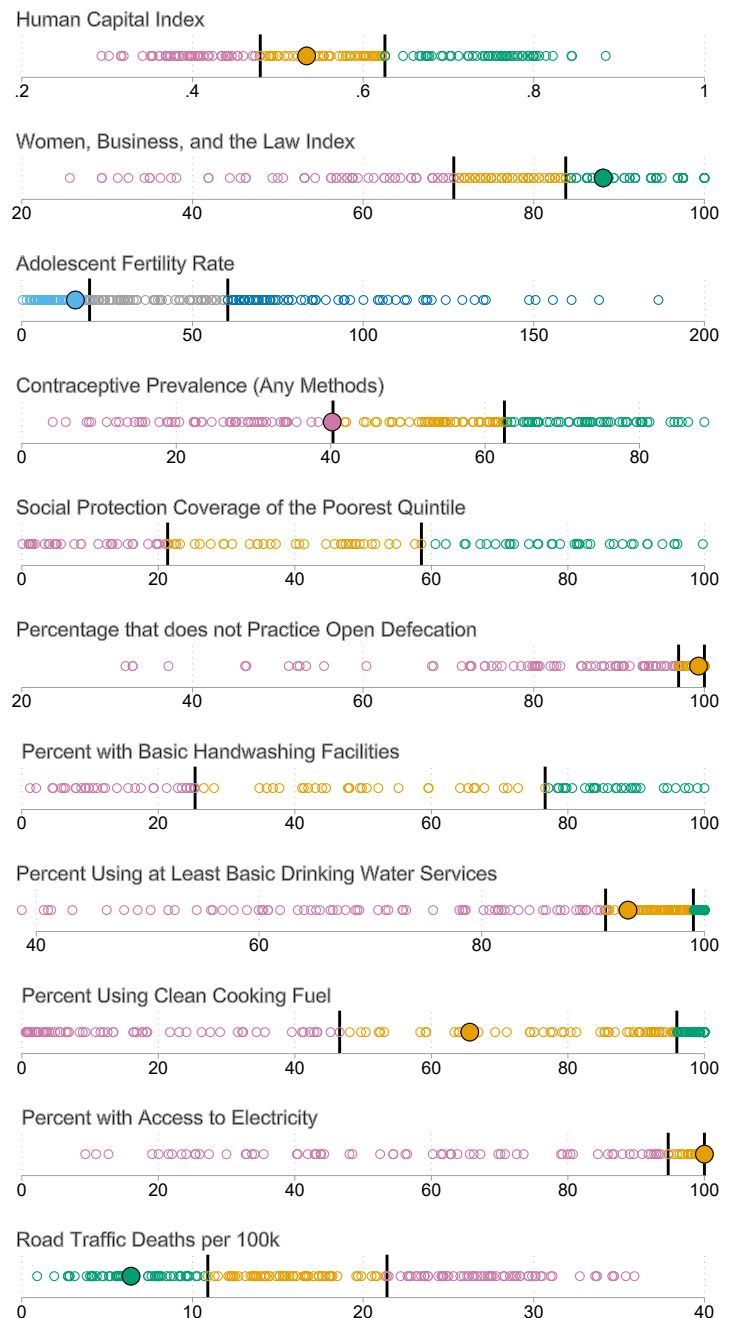 Human Capital Index
.2 .4 .6 .8 1
Women, Business, and the Law Index
20 40 60 80 100
Adolescent Fertility Rate
0 50 100 150 200
Contraceptive Prevalence (Any Methods)
0 20 40 60 80
Social Protection Coverage of the Poorest Quintile
0 20 40 60 80 100
Percentage that does not Practice Open Defecation
20 40 60 80 100
Percent with Basic Handwashing Facilities
0 20 40 60 80 100
Percent Using at Least Basic Drinking Water Services
40 60 80 100
Percent Using Clean Cooking Fuel
0 20 40 60 80 100
Percent with Access to Electricity
0 20 40 60 80 100
Road Traffic Deaths per 100k
0 10 20 30 40